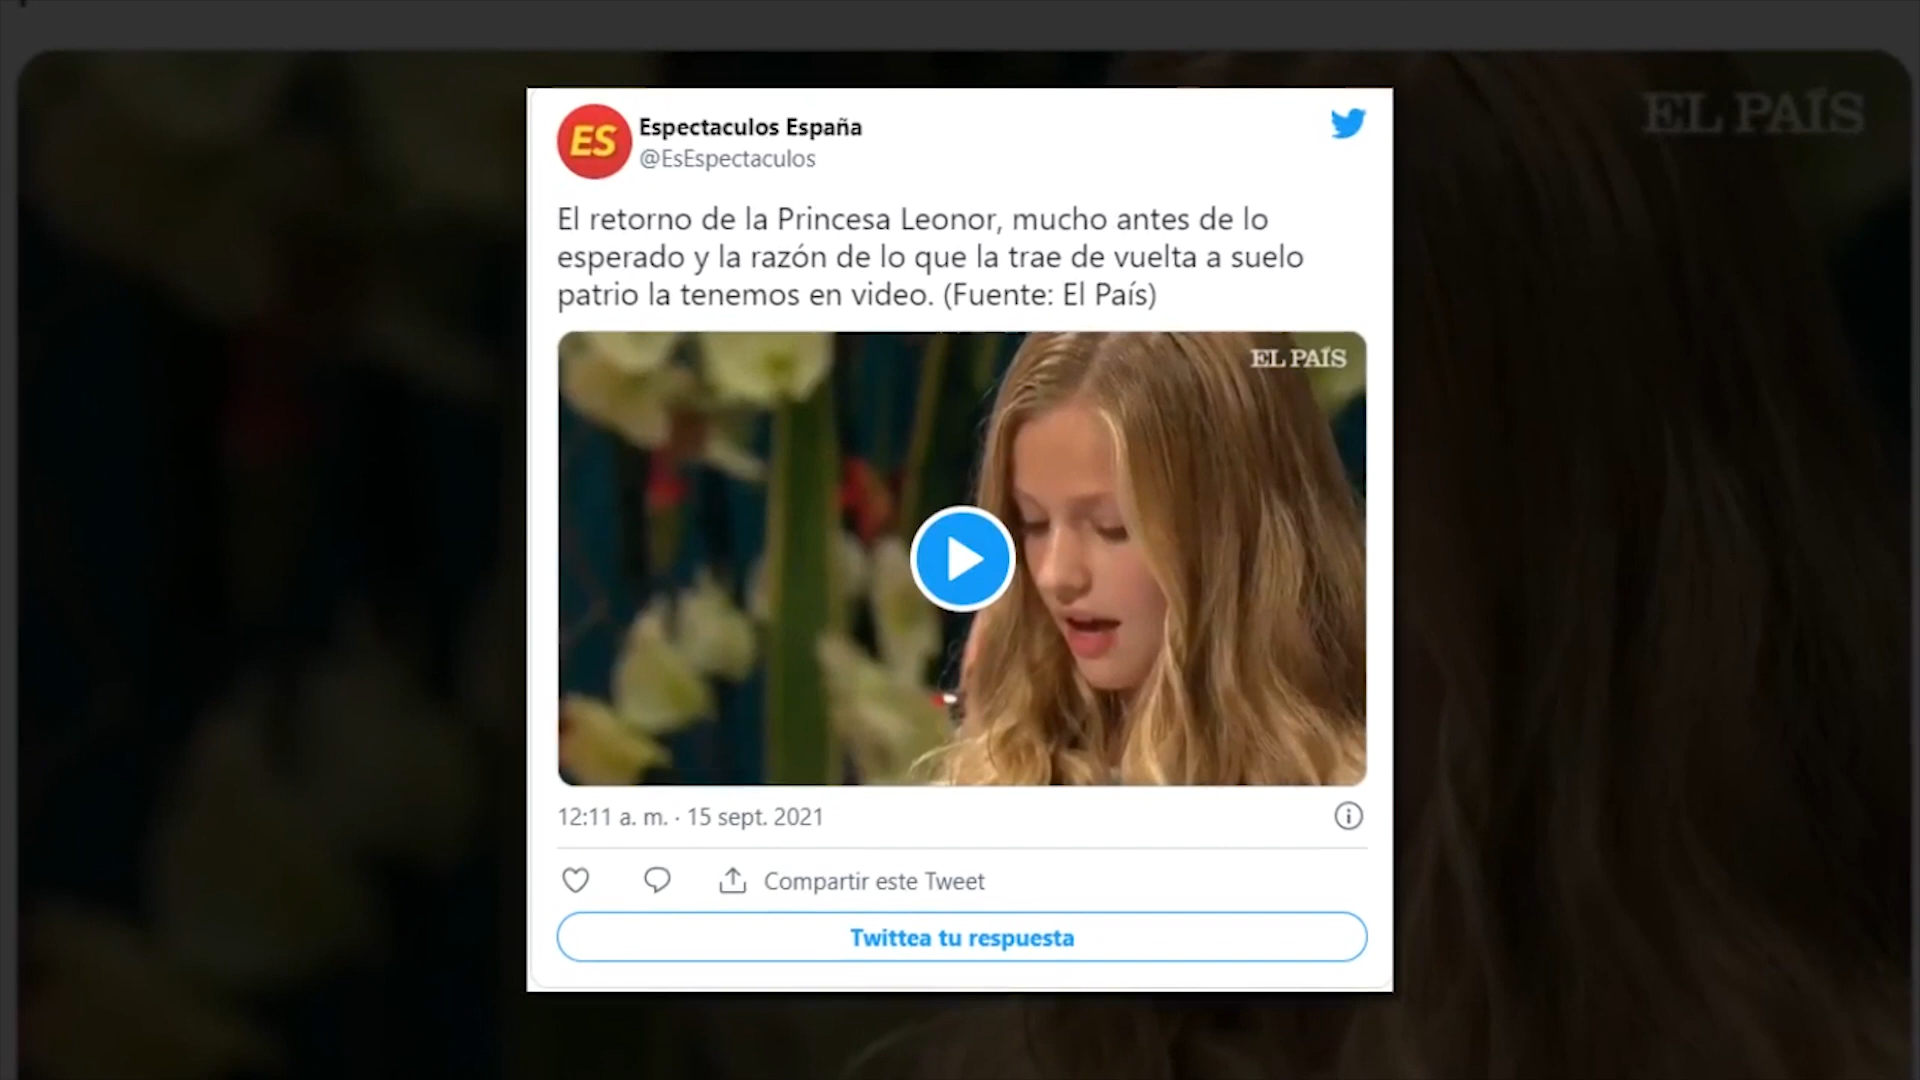 EL PAÍS
ES
Espectaculos España
@EsEspectaculos
El retorno de la Princesa Leonor, mucho antes de lo
esperado y la razón de lo que la trae de vuelta a suelo
patrio la tenemos en video. (Fuente: El País)
EL PAÍS
12:11 a. m. · 15 sept. 2021
Compartir este Tweet
Twittea tu respuesta